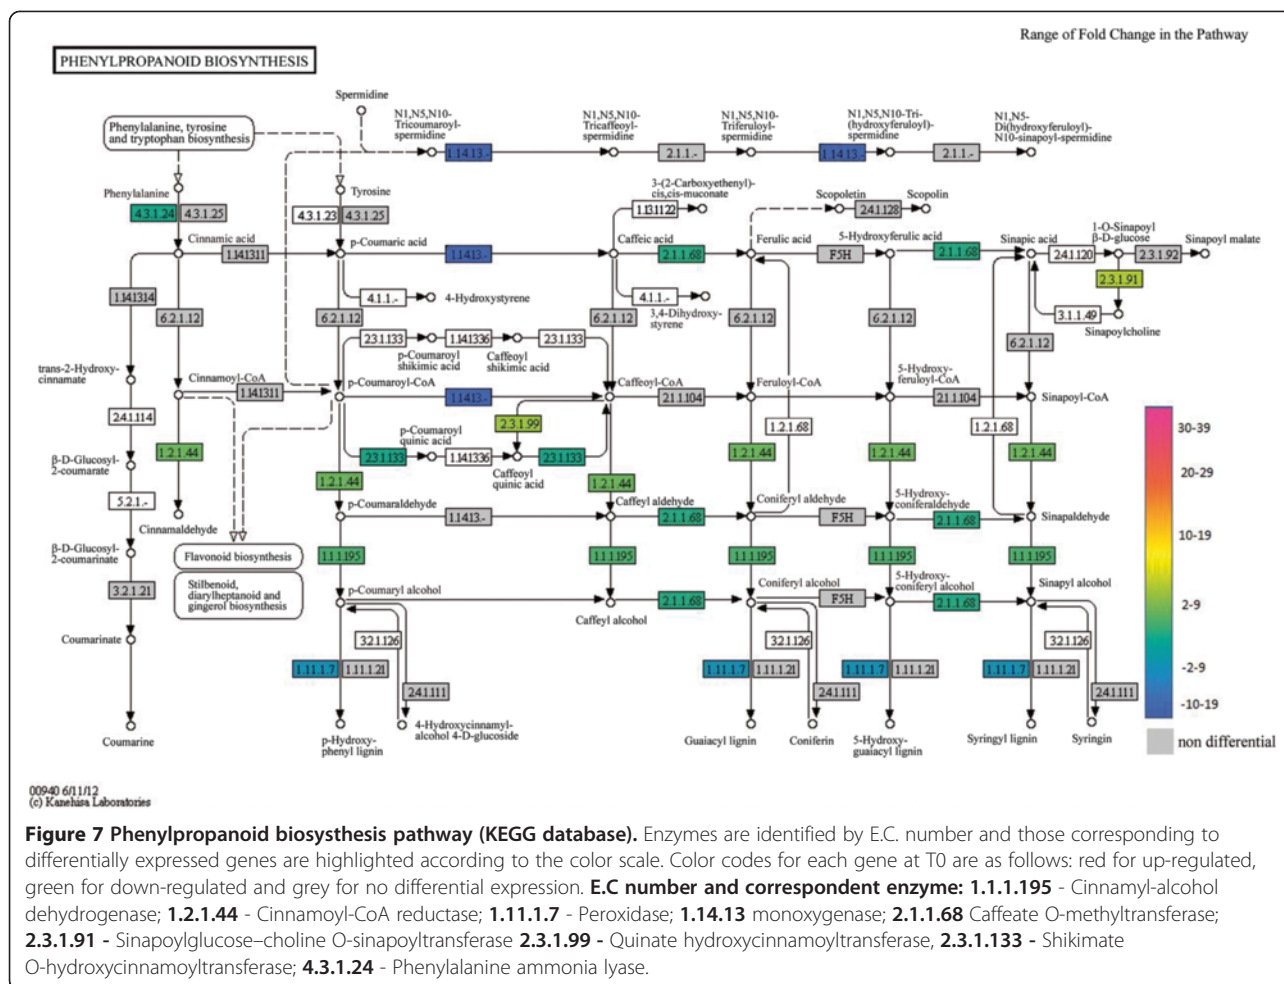 Range of Fold Change in the Pathway
PHENYLPROPANOID BIOSYNTHESIS
Spermidine
N1,N5,N10-
Tricoumaroyl-
spermidine
N1,N5,N10-
Tricaffeoyl-
spermidine
N1,N5,N10-
Triferuloyl-
spermidine
N1,N5,N10-Tri-
(hydroxyferuloyl)-
spermidine
N1,N5-
Di(hydroxyferuloyl)-
N10-sinapoyl-spermidine
Phenylalanine, tyrosine
and tryptophan biosynthesis
1.14.13.-
2.1.1.-
1.14.13.-
2.1.1.-
Phenylalanine
Tyrosine
3-(2-Carboxyethenyl)-
cis,cis-muconate
Scopoletin
Scopolin
4.3.1.24
4.3.1.25
4.3.1.23
4.3.1.25
1.13.11.22
2.4.1.128
Cinnamic acid
p-Coumaric acid
Caffeic acid
Ferulic acid
5-Hydroxyferulic acid
Sinapic acid
1-O-Sinapoyl
β-D-glucose
Sinapoyl malate
1.14.13.11
1.14.13.-
2.1.1.68
F5H
2.1.1.68
2.4.1.120
2.3.1.92
2.3.1.91
1.14.13.14
4.1.1.-
4-Hydroxystyrene
4.1.1.-
3,4-Dihydroxy-
styrene
3.1.1.49
Sinapoylcholine
6.2.1.12
6.2.1.12
6.2.1.12
6.2.1.12
6.2.1.12
6.2.1.12
2.3.1.133
1.14.13.36
2.3.1.133
p-Coumaroyl
shikimic acid
Caffeoyl
shikimic acid
trans-2-Hydroxy-
cinnamate
Cinnamoyl-CoA
p-Coumaroyl-CoA
Caffeoyl-CoA
Feruloyl-CoA
5-Hydroxy-
feruloyl-CoA
Sinapoyl-CoA
1.14.13.11
1.14.13.-
2.1.1.104
2.1.1.104
2.4.1.114
2.3.1.99
1.2.1.68
1.2.1.68
p-Coumaroyl
quinic acid
1.2.1.44
2.3.1.133
1.14.13.36
2.3.1.133
1.2.1.44
1.2.1.44
1.2.1.44
β-D-Glucosyl-
2-coumarate
Caffeoyl
quinic acid
1.2.1.44
1.2.1.44
5.2.1.-
Cinnamaldehyde
p-Coumaraldehyde
Caffeyl aldehyde
Coniferyl aldehyde
5-Hydroxy-
coniferaldehyde
Sinapaldehyde
1.14.13.-
2.1.1.68
F5H
2.1.1.68
β-D-Glucosyl-
2-coumarinate
Flavonoid biosynthesis
1.1.1.195
1.1.1.195
1.1.1.195
1.1.1.195
1.1.1.195
Stilbenoid,
diarylheptanoid and
gingerol biosynthesis
3.2.1.21
p-Coumaryl alcohol
Caffeyl alcohol
Coniferyl alcohol
5-Hydroxy-
coniferyl alcohol
Sinapyl alcohol
2.1.1.68
F5H
2.1.1.68
Coumarinate
3.2.1.126
3.2.1.126
3.2.1.126
1.11.1.7
1.11.1.21
1.11.1.7
1.11.1.21
1.11.1.7
1.11.1.21
1.11.1.7
1.11.1.21
2.4.1.111
2.4.1.111
2.4.1.111
Coumarine
p-Hydroxy-
phenyl lignin
4-Hydroxycinnamyl-
alcohol 4-D-glucoside
Guaiacyl lignin
Coniferin
5-Hydroxy-
guaiacyl lignin
Syringyl lignin
Syringin
30-39
20-29
10-19
2-9
-2-9
-10-19
non differential
00940 6/11/12
(c) Kanehisa Laboratories
Figure 7 Phenylpropanoid biosysthesis pathway (KEGG database). Enzymes are identified by E.C. number and those corresponding to
differentially expressed genes are highlighted according to the color scale. Color codes for each gene at T0 are as follows: red for up-regulated,
green for down-regulated and grey for no differential expression. E.C number and correspondent enzyme: 1.1.1.195 - Cinnamyl-alcohol
dehydrogenase; 1.2.1.44 - Cinnamoyl-CoA reductase; 1.11.1.7 - Peroxidase; 1.14.13 monoxygenase; 2.1.1.68 Caffeate O-methyltransferase;
2.3.1.91 - Sinapoylglucose–choline O-sinapoyltransferase 2.3.1.99 - Quinate hydroxycinnamoyltransferase, 2.3.1.133 - Shikimate
O-hydroxycinnamoyltransferase; 4.3.1.24 - Phenylalanine ammonia lyase.